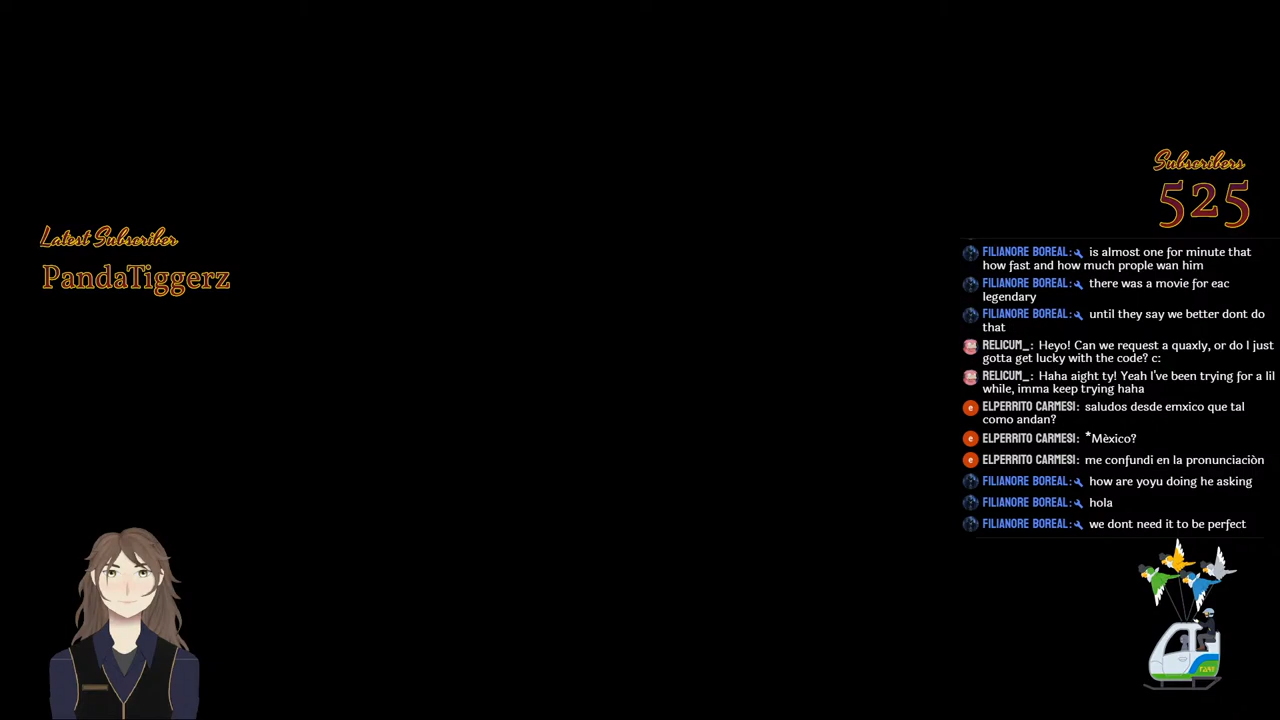 Subscribers
525
Latest Subscriber
PandaTiggerz
FILIANORE BOREAL: is almost one for minute that
how fast and how much prople wan him
FILIANORE BOREAL: there was a movie for eac
legendary
FILIANORE BOREAL: until they say we better dont do
that
RELICUM_: Heyo! Can we request a quaxly, or do I just
gotta get lucky with the code? c:
RELICUM_: Haha aight ty! Yeah I've been trying for a lil
while, imma keep trying haha
ELPERRITO CARMESI: saludos desde emxico que tal
como andan?
ELPERRITO CARMESI: *Mèxico?
ELPERRITO CARMESI: me confundi en la pronunciaciòn
FILIANORE BOREAL: how are yoyu doing he asking
FILIANORE BOREAL: hola
FILIANORE BOREAL: we dont need it to be perfect